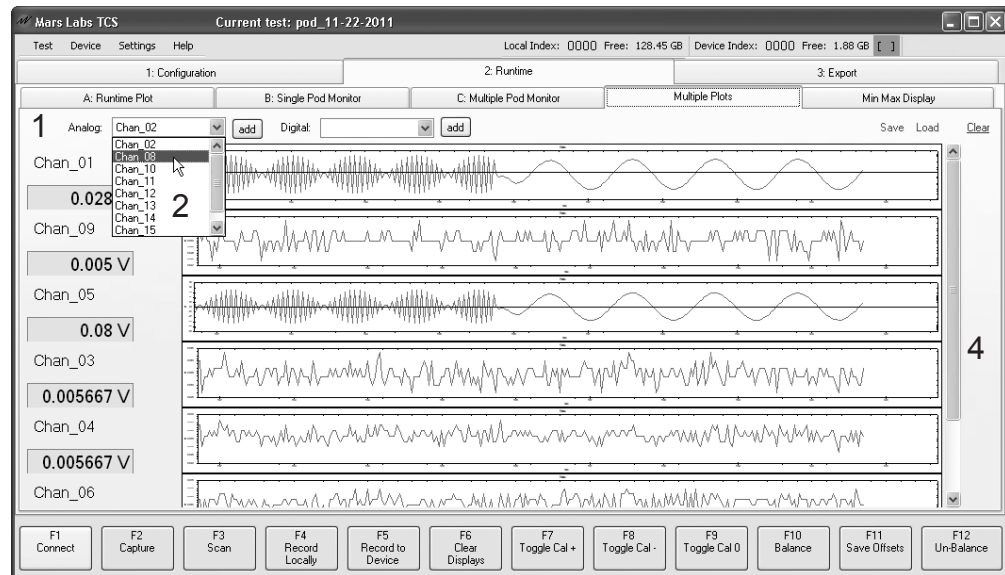 Mars Labs TCS Current test: pod_11-22-2011
Test Device Settings Help Local Index: 0000 Free: 128.45 GB Device Index: 0000 Free: 1.88 GB [ ]
1: Configuration 2: Runtime 3: Export
A: Runtime Plot B: Single Pod Monitor C: Multiple Pod Monitor Multiple Plots Min Max Display
1 Analog: Chan_02 add Digital: add Save Load Clear
Chan_02
Chan_08
Chan_10
Chan_11
Chan_12
Chan_13
Chan_14
Chan_15
2
Chan_01
0.028
Chan_09
0.005 V
Chan_05
0.08 V
Chan_03
4
0.005667 V
Chan_04
0.005667 V
Chan_06
F1 Connect
F2 Capture
F3 Scan
F4 Record Locally
F5 Record to Device
F6 Clear Displays
F7 Toggle Cal +
F8 Toggle Cal -
F9 Toggle Cal 0
F10 Balance
F11 Save Offsets
F12 Un-Balance